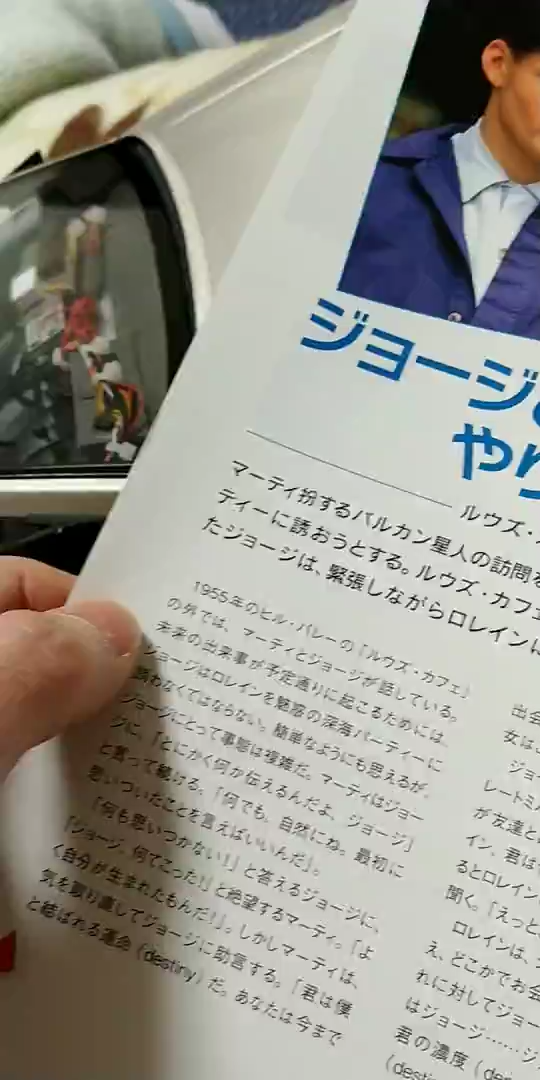 ジョージ
やり
ルウズ・
マーティ扮するバルカン星人の訪問を
ティーに誘おうとする。ルウズ・カフェ
たジョージは、緊張しながらロレインに
1955年のヒル・バレーの「ルウズ・カフェ」
の外では、マーティとジョージが話している。
未来の出来事が予定通りに起こるためには、
ジョージはロレインを魅惑の深海パーティーに
誘わなくてはならない。簡単なようにも思えるが、
ジョージにとって事態は複雑だ。マーティはジョー
ジに、「とにかく何か伝えるんだよ、ジョージ」
と言って続ける。「何でも、自然にね。最初に
思いついたことを言えばいいんだ」。
「何も思いつかない!」と答えるジョージに、
「ジョージ、何てこった!」と絶望するマーティ。「よ
く自分が生まれたもんだ!」。しかしマーティは、
気を取り直してジョージに助言する。「君は僕
と結ばれる運命(destiny)だ。あなたは今まで
出会
女はこ
ジョー
レートミル
が友達と
イン、君は
るとロレイン
聞く。「えっと
ロレインは、
え、どこかでお会
れに対してジョー
はジョージ……ジ
君の濃度(de
(desti